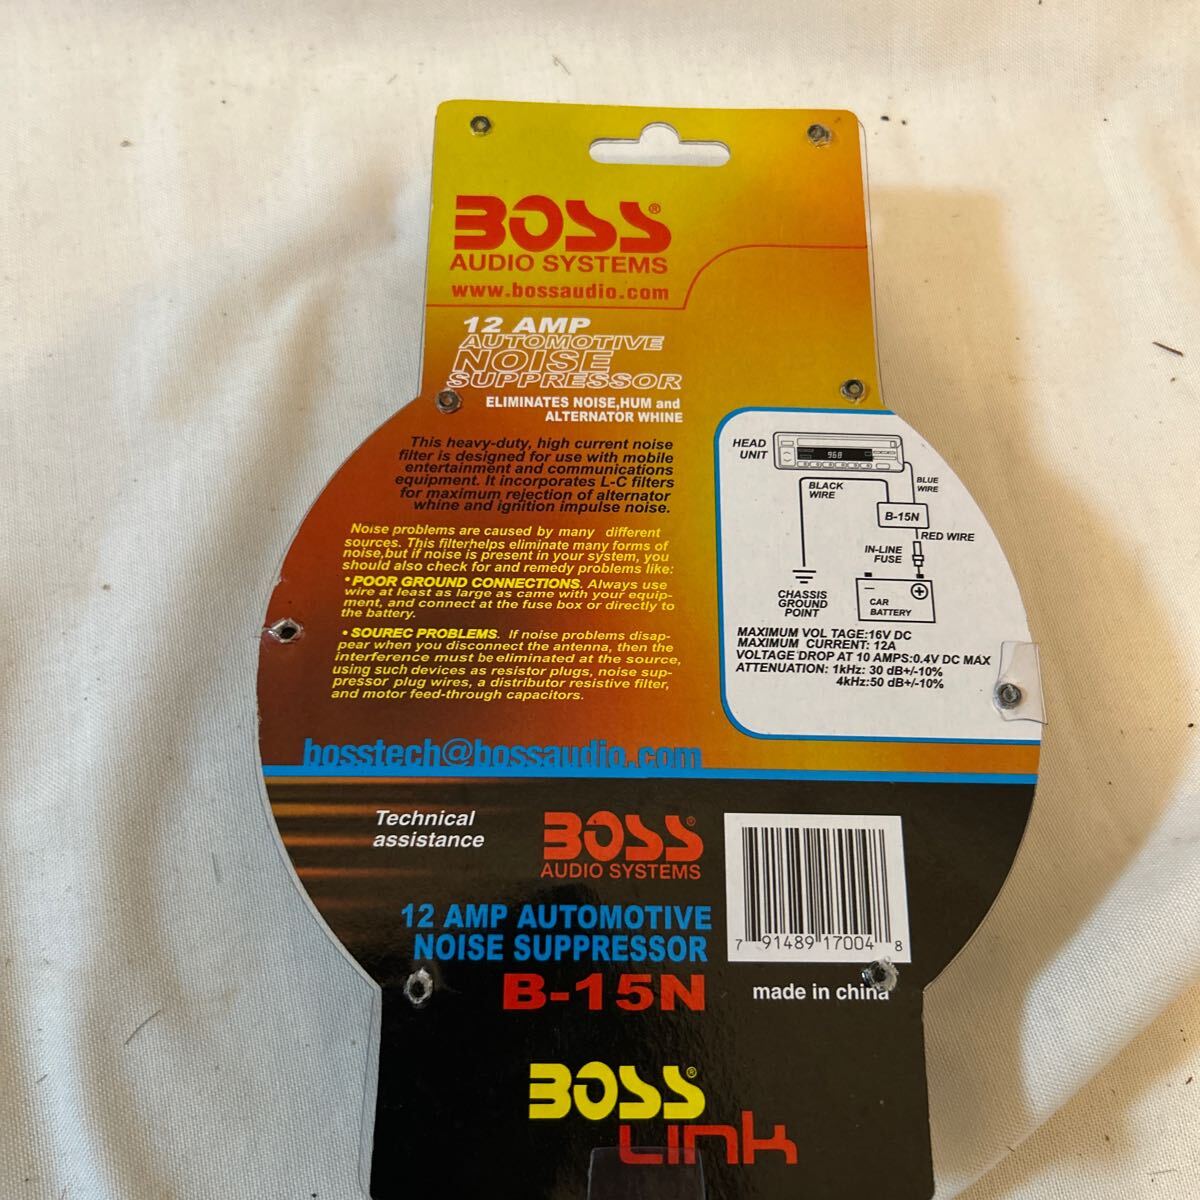 BOSS®
AUDIO SYSTEMS
www.bossaudio.com
12 AMP
AUTOMOTIVE
NOISE
SUPPRESSOR
ELIMINATES NOISE,HUM and
ALTERNATOR WHINE
This heavy-duty, high current noise
filter is designed for use with mobile
entertainment and communications
equipment. It incorporates L-C filters
for maximum rejection of alternator
whine and ignition impulse noise.
Noise problems are caused by many different
sources. This filterhelps eliminate many forms of
noise,but if noise is present in your system, you
should also check for and remedy problems like:
• POOR GROUND CONNECTIONS. Always use
wire at least as large as came with your equip-
ment, and connect at the fuse box or directly to
the battery.
• SOUREC PROBLEMS. If noise problems disap-
pear when you disconnect the antenna, then the
interference must be eliminated at the source,
using such devices as resistor plugs, noise sup-
pressor plug wires, a distributor resistive filter,
and motor feed-through capacitors.
HEAD
UNIT
968
BLACK
WIRE
BLUE
WIRE
B-15N
RED WIRE
IN-LINE
FUSE
CHASSIS
GROUND
POINT
− +
CAR
BATTERY
MAXIMUM VOL TAGE:16V DC
MAXIMUM CURRENT: 12A
VOLTAGE DROP AT 10 AMPS:0.4V DC MAX
ATTENUATION: 1kHz: 30 dB+/-10%
4kHz:50 dB+/-10%
bosstech@bossaudio.com
Technical
assistance
BOSS®
AUDIO SYSTEMS
12 AMP AUTOMOTIVE
NOISE SUPPRESSOR
B-15N
7 91489 17004 8
made in china
BOSS®
Link